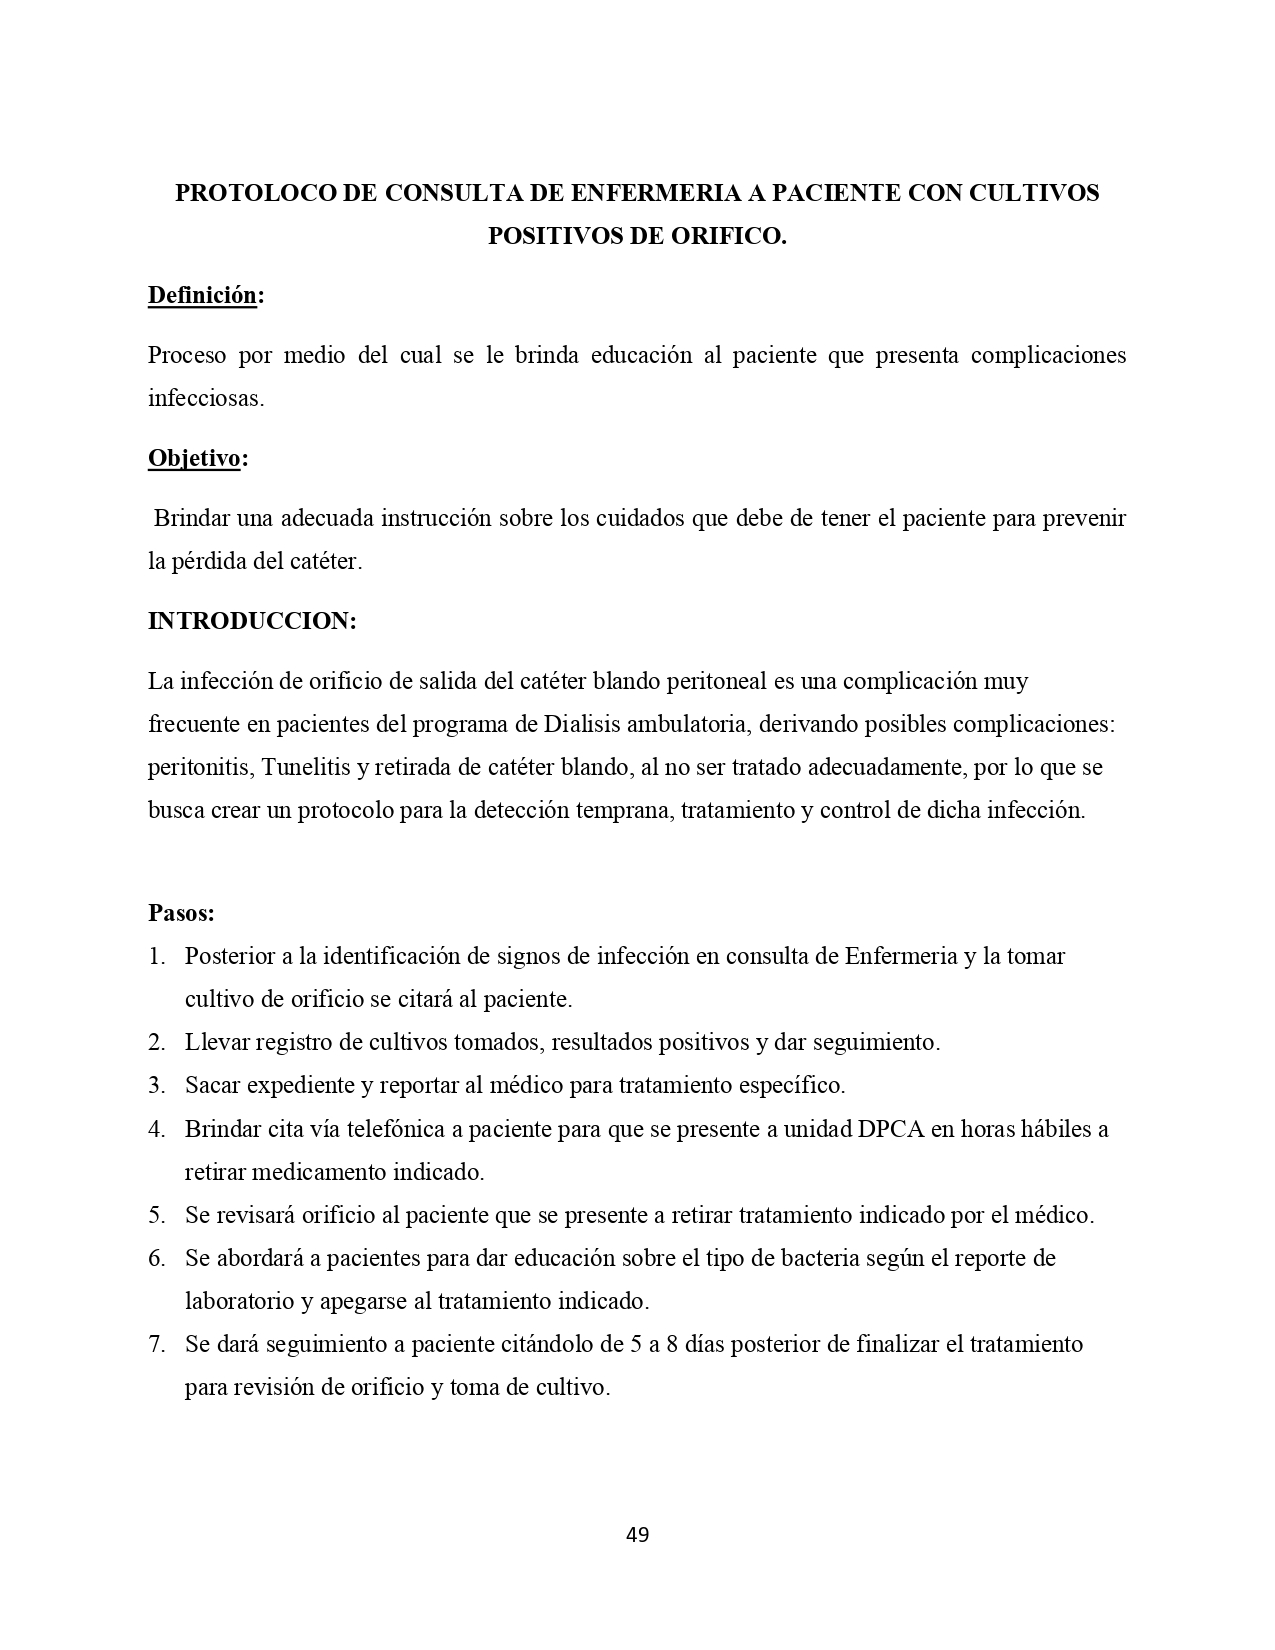 PROTOLOCO DE CONSULTA DE ENFERMERIA A PACIENTE CON CULTIVOS
POSITIVOS DE ORIFICO.
Definición:
Proceso por medio del cual se le brinda educación al paciente que presenta complicaciones
infecciosas.
Objetivo:
Brindar una adecuada instrucción sobre los cuidados que debe de tener el paciente para prevenir
la pérdida del catéter.
INTRODUCCION:
La infección de orificio de salida del catéter blando peritoneal es una complicación muy
frecuente en pacientes del programa de Dialisis ambulatoria, derivando posibles complicaciones:
peritonitis, Tunelitis y retirada de catéter blando, al no ser tratado adecuadamente, por lo que se
busca crear un protocolo para la detección temprana, tratamiento y control de dicha infección.
Pasos:
1. Posterior a la identificación de signos de infección en consulta de Enfermeria y la tomar
cultivo de orificio se citará al paciente.
2. Llevar registro de cultivos tomados, resultados positivos y dar seguimiento.
3. Sacar expediente y reportar al médico para tratamiento específico.
4. Brindar cita vía telefónica a paciente para que se presente a unidad DPCA en horas hábiles a
retirar medicamento indicado.
5. Se revisará orificio al paciente que se presente a retirar tratamiento indicado por el médico.
6. Se abordará a pacientes para dar educación sobre el tipo de bacteria según el reporte de
laboratorio y apegarse al tratamiento indicado.
7. Se dará seguimiento a paciente citándolo de 5 a 8 días posterior de finalizar el tratamiento
para revisión de orificio y toma de cultivo.
49